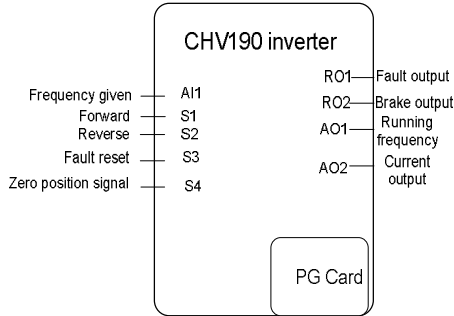 CHV190 inverter
Frequency given AI1
Forward S1
Reverse S2
Fault reset S3
Zero position signal S4
RO1 Fault output
RO2 Brake output
AO1 Running
frequency
AO2 Current
output
PG Card